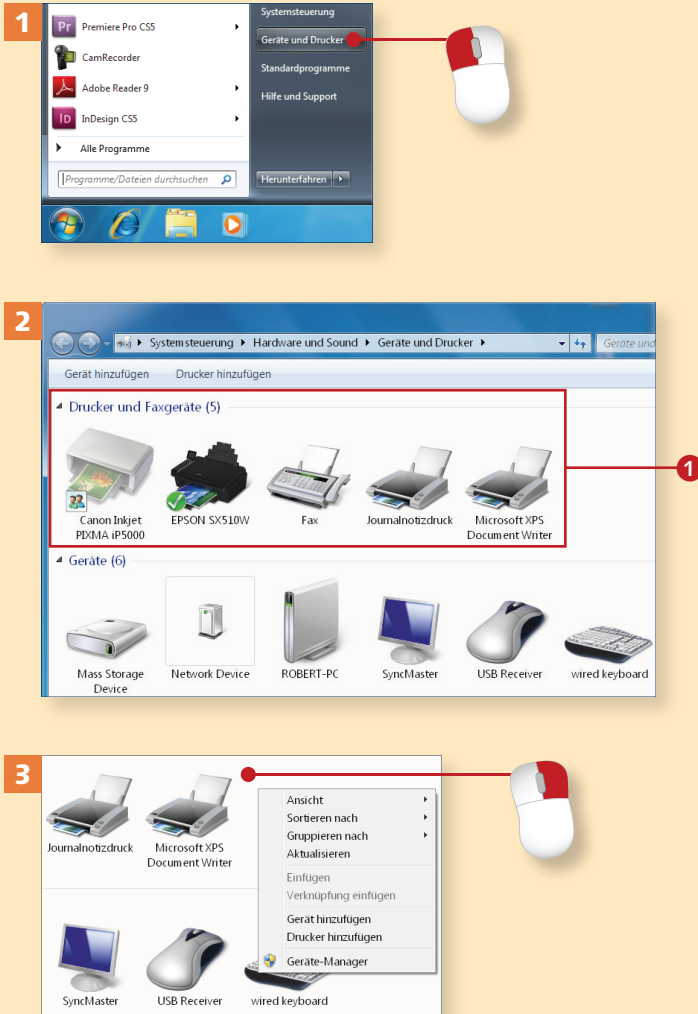 1
Premiere Pro CS5
CamRecorder
Adobe Reader 9
InDesign CS5
Alle Programme
Programme/Dateien durchsuchen
Systemsteuerung
Geräte und Drucker
Standardprogramme
Hilfe und Support
Herunterfahren
2
Systemsteuerung Hardware und Sound Geräte und Drucker Geräte und
Gerät hinzufügen Drucker hinzufügen
Drucker und Faxgeräte (5)
Canon Inkjet
PIXMA iP5000
EPSON SX510W
Fax
Journalnotizdruck
Microsoft XPS
Document Writer
1
Geräte (6)
Mass Storage
Device
Network Device
ROBERT-PC
SyncMaster
USB Receiver
wired keyboard
3
Journalnotizdruck
Microsoft XPS
Document Writer
Ansicht
Sortieren nach
Gruppieren nach
Aktualisieren
Einfügen
Verknüpfung einfügen
Gerät hinzufügen
Drucker hinzufügen
Geräte-Manager
SyncMaster
USB Receiver
wired keyboard